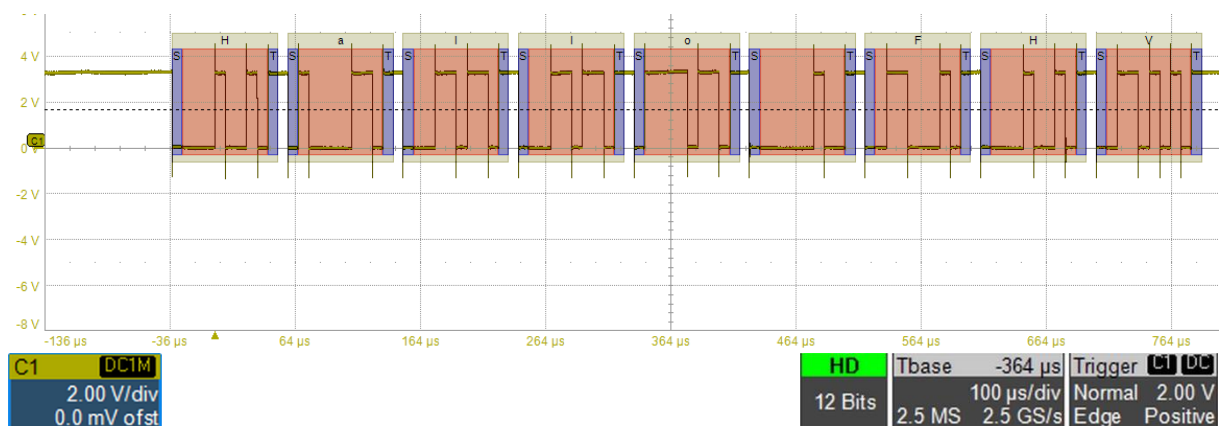 4 V
2 V
0 V
-2 V
-4 V
-6 V
-8 V
C1
H a l l o F H V
S T S T S T S T S T S T S T S T
-136 µs -36 µs 64 µs 164 µs 264 µs 364 µs 464 µs 564 µs 664 µs 764 µs
C1 DC1M
2.00 V/div
0.0 mV ofst
HD
12 Bits
Tbase -364 µs
100 µs/div
2.5 MS 2.5 GS/s
Trigger C1 DC
Normal 2.00 V
Edge Positive